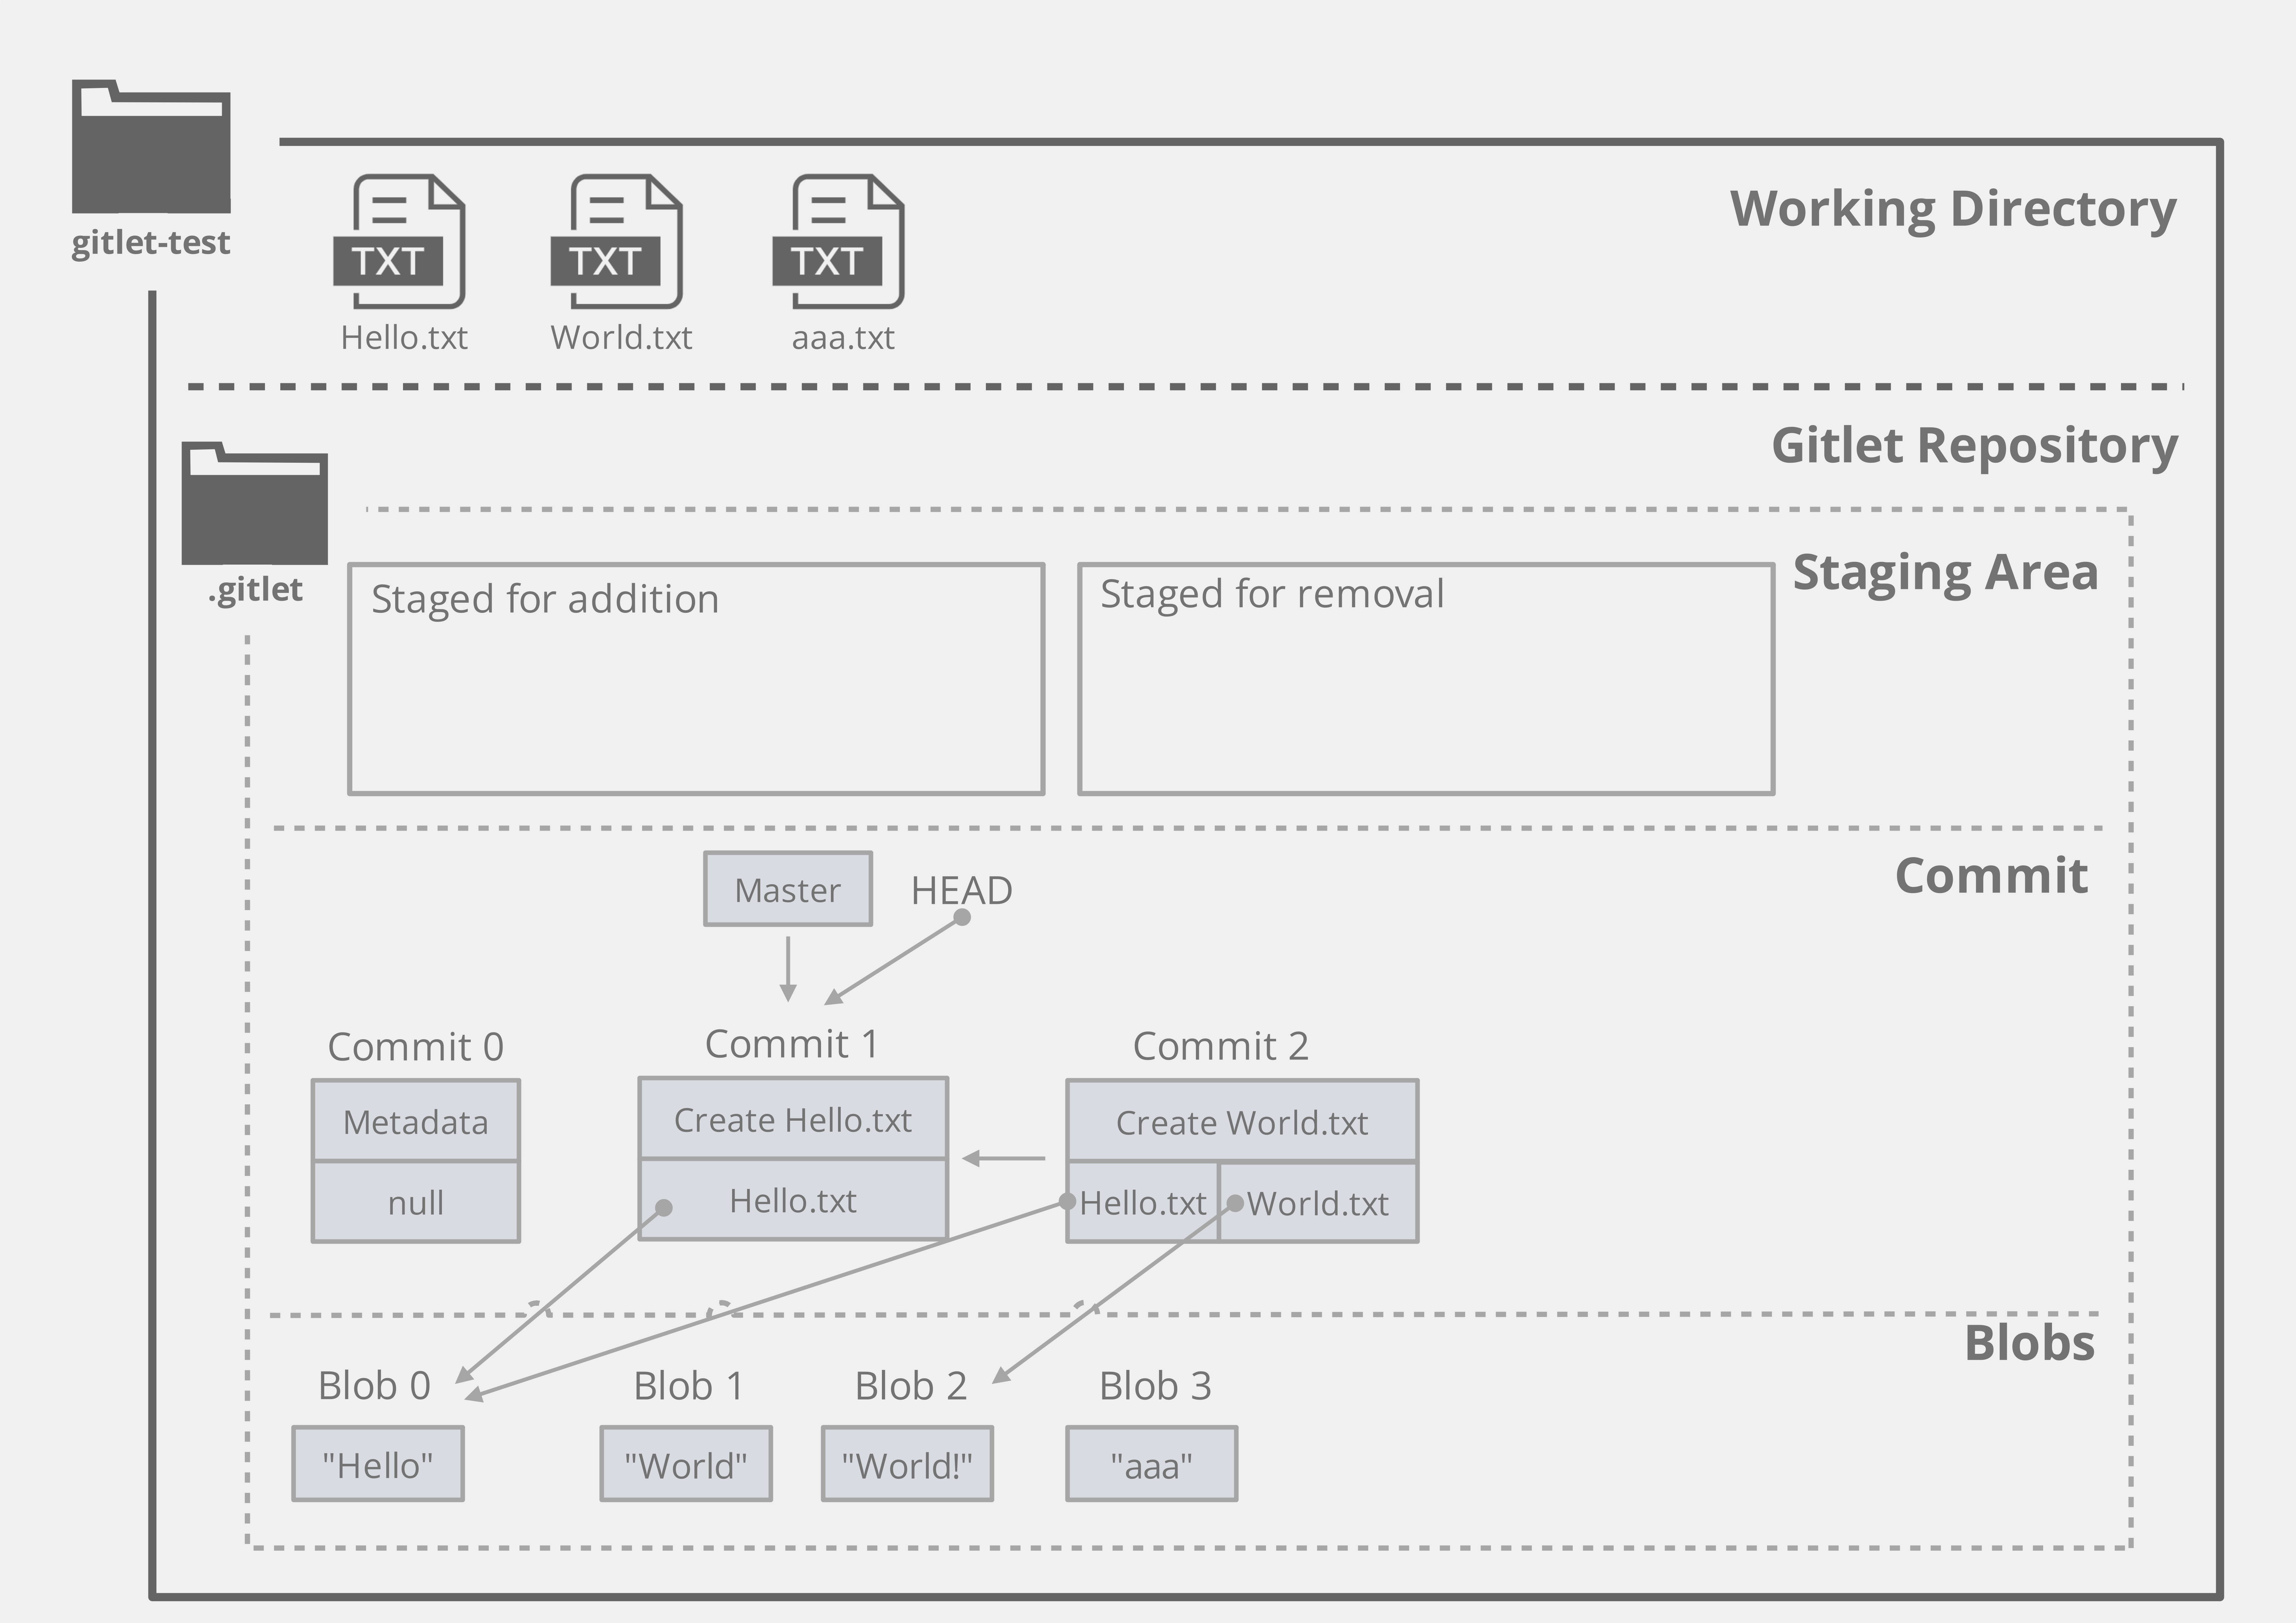 gitlet-test
Working Directory
TXT TXT TXT
Hello.txt World.txt aaa.txt
Gitlet Repository
.gitlet
Staging Area
Staged for addition
Staged for removal
Commit
Master HEAD
Commit 0 Commit 1 Commit 2
Metadata Create Hello.txt Create World.txt
null Hello.txt Hello.txt World.txt
Blobs
Blob 0 Blob 1 Blob 2 Blob 3
"Hello" "World" "World!" "aaa"